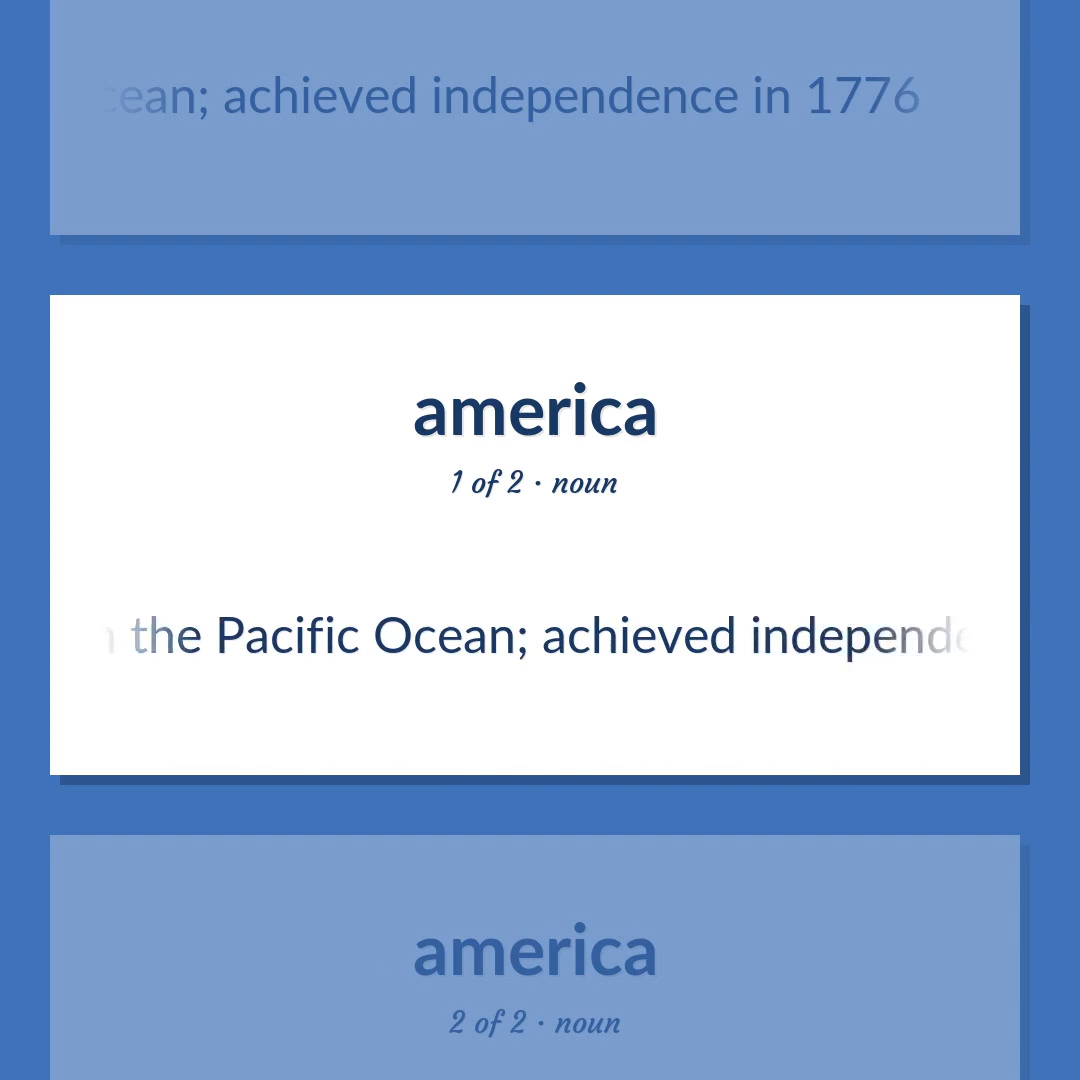 ean; achieved independence in 1776
america
1 of 2 · noun
the Pacific Ocean; achieved independe
america
2 of 2 · noun